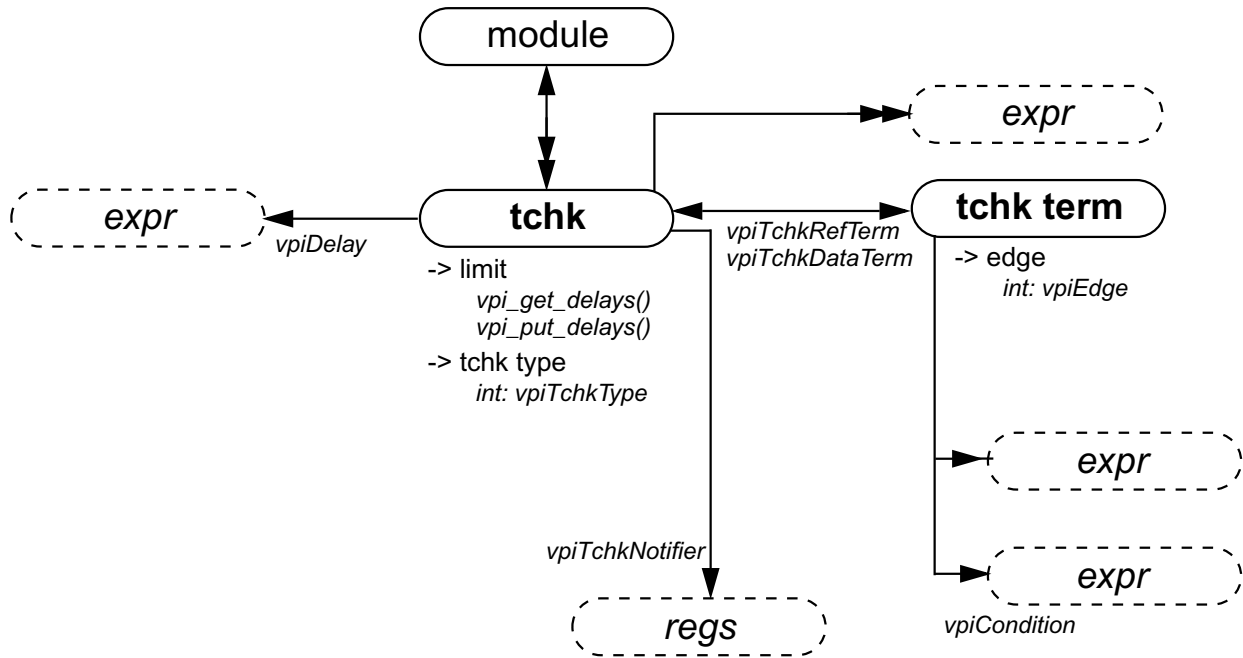 module
expr
expr
vpiDelay
tchk
vpiTchkRefTerm
vpiTchkDataTerm
tchk term
-> limit
vpi_get_delays()
vpi_put_delays()
-> tchk type
int: vpiTchkType
-> edge
int: vpiEdge
expr
vpiTchkNotifier
regs
expr
vpiCondition